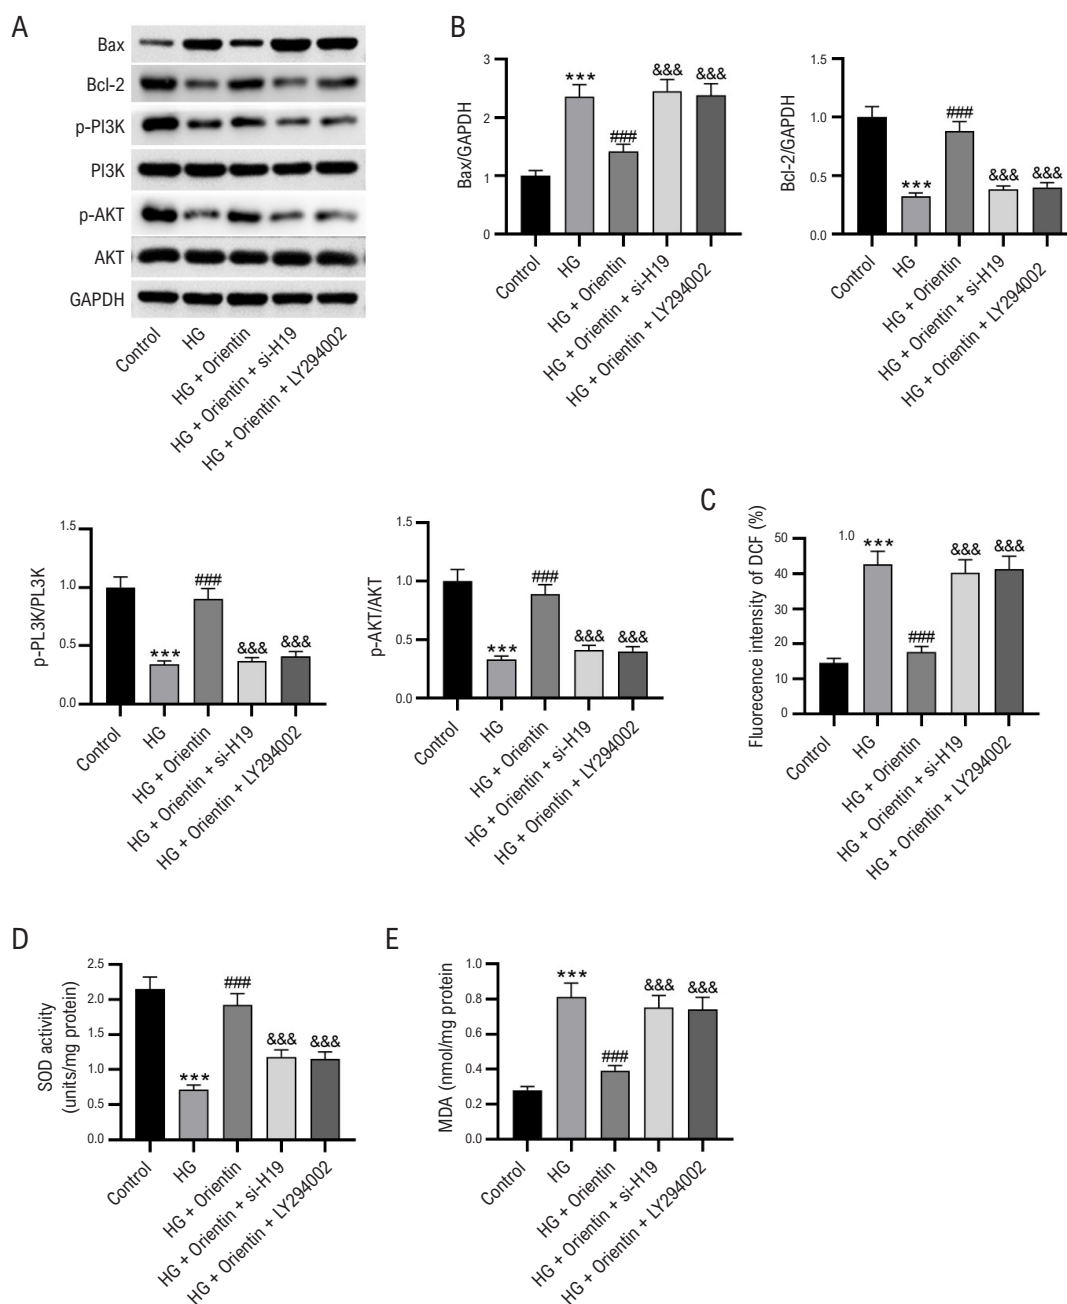 A
Bax
Bcl-2
p-PI3K
PI3K
p-AKT
AKT
GAPDH
Control
HG
HG + Orientin
HG + Orientin + si-H19
HG + Orientin + LY294002
B
Bax/GAPDH
3
2
1
0
***
###
&&&
&&&
Control
HG
HG + Orientin
HG + Orientin + si-H19
HG + Orientin + LY294002
Bcl-2/GAPDH
1.5
1.0
0.5
0.0
***
###
&&&
&&&
Control
HG
HG + Orientin
HG + Orientin + si-H19
HG + Orientin + LY294002
p-PL3K/PL3K
1.5
1.0
0.5
0.0
***
###
&&&
&&&
Control
HG
HG + Orientin
HG + Orientin + si-H19
HG + Orientin + LY294002
p-AKT/AKT
1.5
1.0
0.5
0.0
***
###
&&&
&&&
Control
HG
HG + Orientin
HG + Orientin + si-H19
HG + Orientin + LY294002
C
Fluorecence intensity of DCF (%)
50
40
30
20
10
0
1.0
***
###
&&&
&&&
Control
HG
HG + Orientin
HG + Orientin + si-H19
HG + Orientin + LY294002
D
SOD activity
(units/mg protein)
2.5
2.0
1.5
1.0
0.5
0.0
***
###
&&&
&&&
Control
HG
HG + Orientin
HG + Orientin + si-H19
HG + Orientin + LY294002
E
MDA (nmol/mg protein
1.0
0.8
0.6
0.4
0.2
0.0
***
###
&&&
&&&
Control
HG
HG + Orientin
HG + Orientin + si-H19
HG + Orientin + LY294002